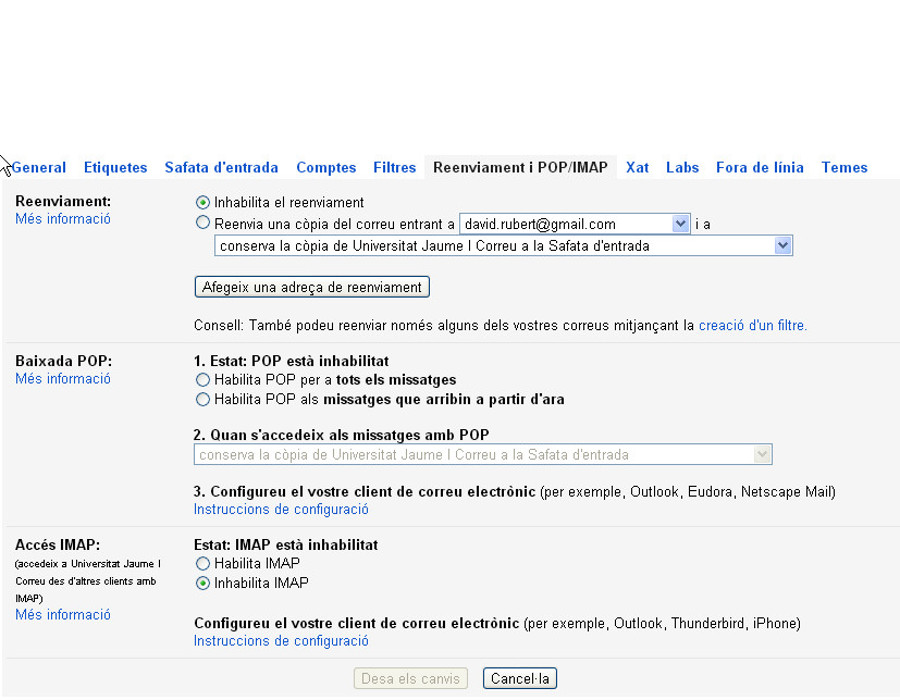 General Etiquetes Safata d'entrada Comptes Filtres Reenviament i POP/IMAP Xat Labs Fora de línia Temes
Reenviament:
Més informació
Inhabilita el reenviament
Reenvia una còpia del correu entrant a david.rubert@gmail.com i a
conserva la còpia de Universitat Jaume I Correu a la Safata d'entrada
Afegeix una adreça de reenviament
Consell: També podeu reenviar només alguns dels vostres correus mitjançant la creació d'un filtre.
Baixada POP:
Més informació
1. Estat: POP està inhabilitat
Habilita POP per a tots els missatges
Habilita POP als missatges que arribin a partir d'ara
2. Quan s'accedeix als missatges amb POP
conserva la còpia de Universitat Jaume I Correu a la Safata d'entrada
3. Configureu el vostre client de correu electrònic (per exemple, Outlook, Eudora, Netscape Mail)
Instruccions de configuració
Accés IMAP:
(accedeix a Universitat Jaume I
Correu des d'altres clients amb
IMAP)
Més informació
Estat: IMAP està inhabilitat
Habilita IMAP
Inhabilita IMAP
Configureu el vostre client de correu electrònic (per exemple, Outlook, Thunderbird, iPhone)
Instruccions de configuració
Desa els canvis Cancel·la